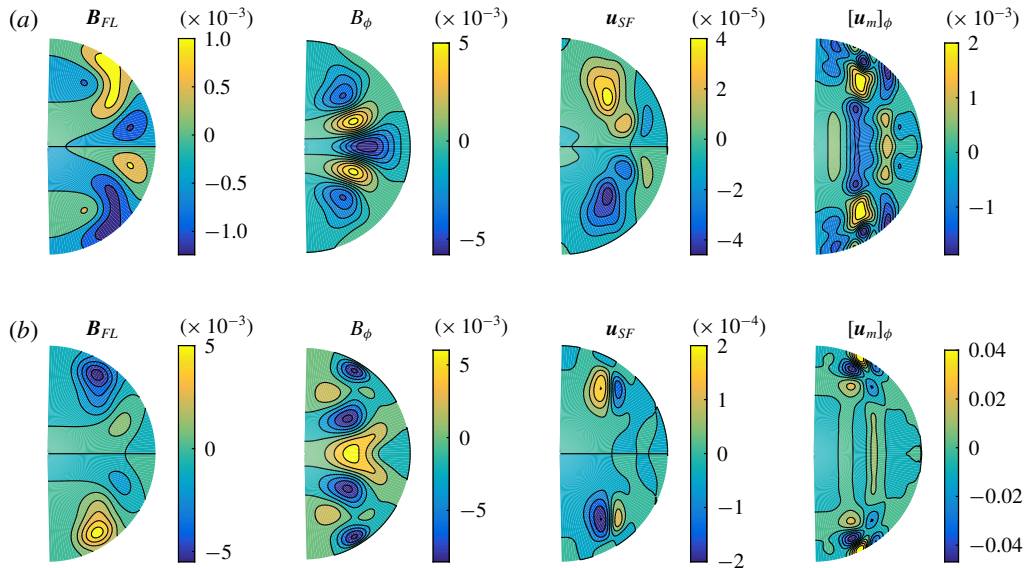 (a) B_FL (× 10⁻³) B_ϕ (× 10⁻³) u_SF (× 10⁻⁵) [u_m]_ϕ (× 10⁻³)
1.0 5 4 2
0.5 2 1
0 0 0 0
−0.5 −2 −1
−1.0 −5 −4
(b) B_FL (× 10⁻³) B_ϕ (× 10⁻³) u_SF (× 10⁻⁴) [u_m]_ϕ
5 5 2 0.04
1 0.02
0 0 0 0
−1 −0.02
−5 −5 −2 −0.04